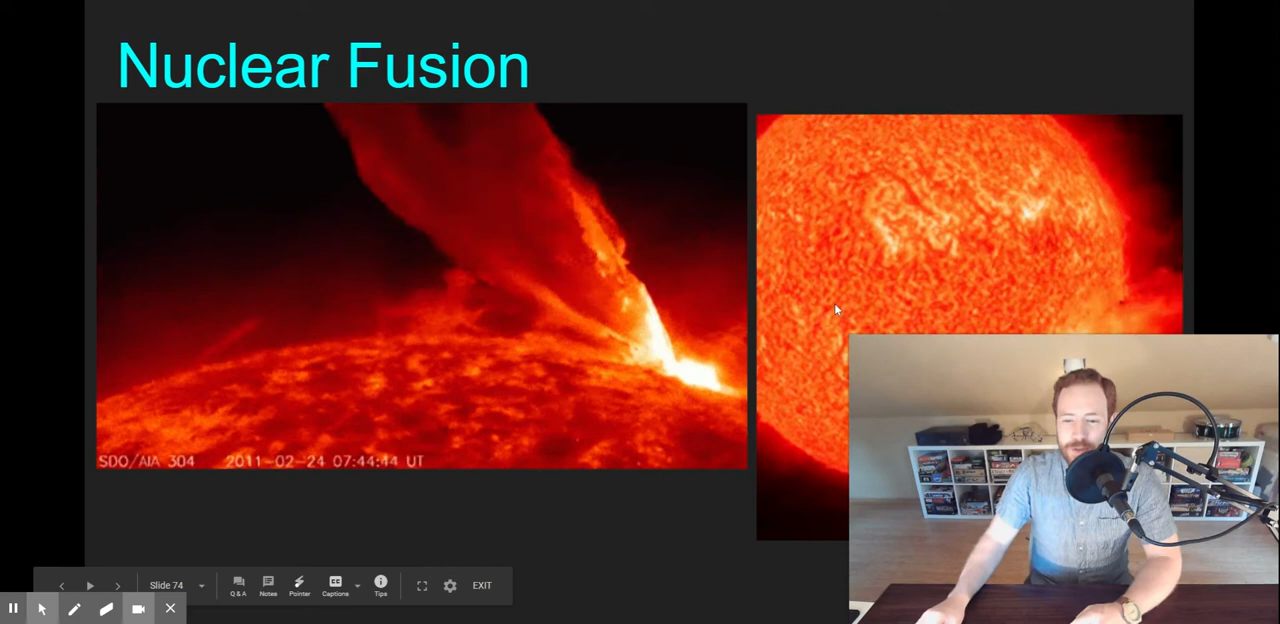 Nuclear Fusion
SDO/AIA 304 2011-02-24 07:44:44 UT
Slide 74
Q & A
Notes
Pointer
CC
Captions
Tips
EXIT